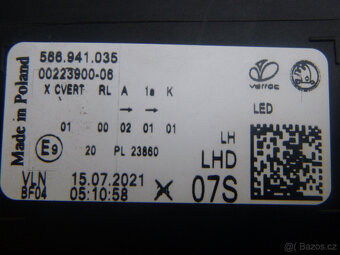 Made in Poland
566.941.035
00223900-06
X CVERT RL A 1a K
→ →
01 00 02 01 01
E9 20 PL 23860
VLN 15.07.2021
BF04 05:10:58
varroc
LED
LH
LHD
07S
Bazos.cz